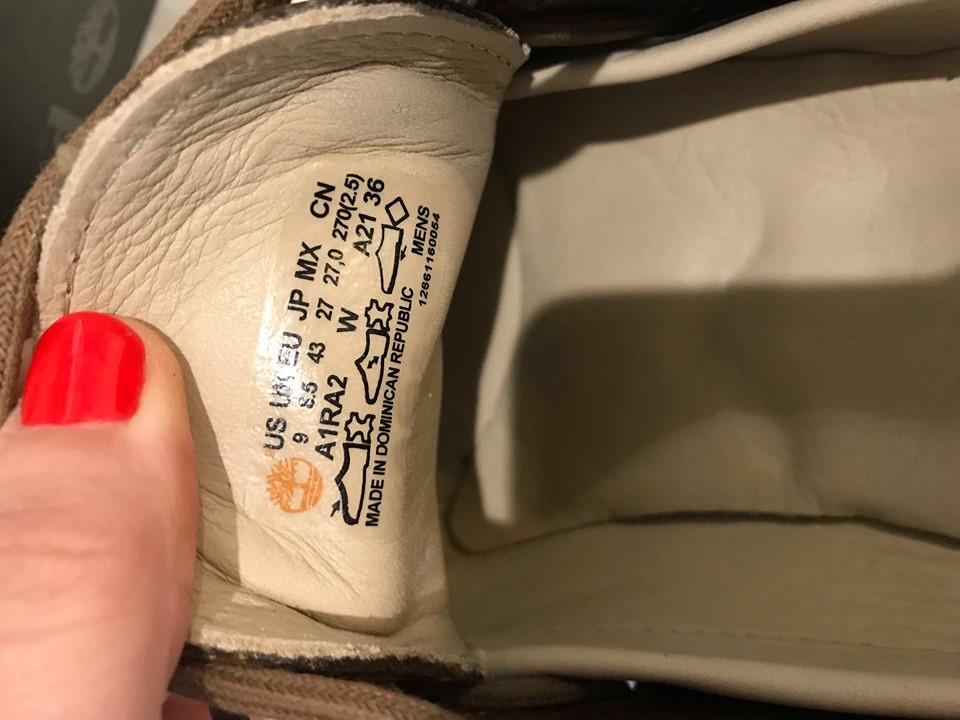 US UK EU JP MX CN
9 8.5 43 27 27,0 270(2.5)
A1RA2 W A21 36
MADE IN DOMINICAN REPUBLIC MENS
12661160054